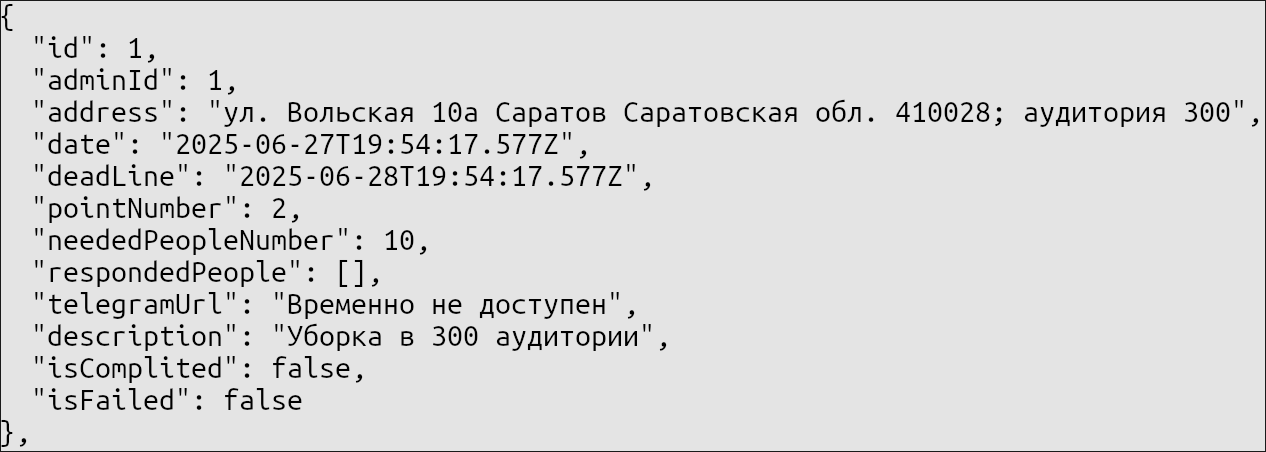 {
  "id": 1,
  "adminId": 1,
  "address": "ул. Вольская 10а Саратов Саратовская обл. 410028; аудитория 300",
  "date": "2025-06-27T19:54:17.577Z",
  "deadLine": "2025-06-28T19:54:17.577Z",
  "pointNumber": 2,
  "neededPeopleNumber": 10,
  "respondedPeople": [],
  "telegramUrl": "Временно не доступен",
  "description": "Уборка в 300 аудитории",
  "isComplited": false,
  "isFailed": false
},